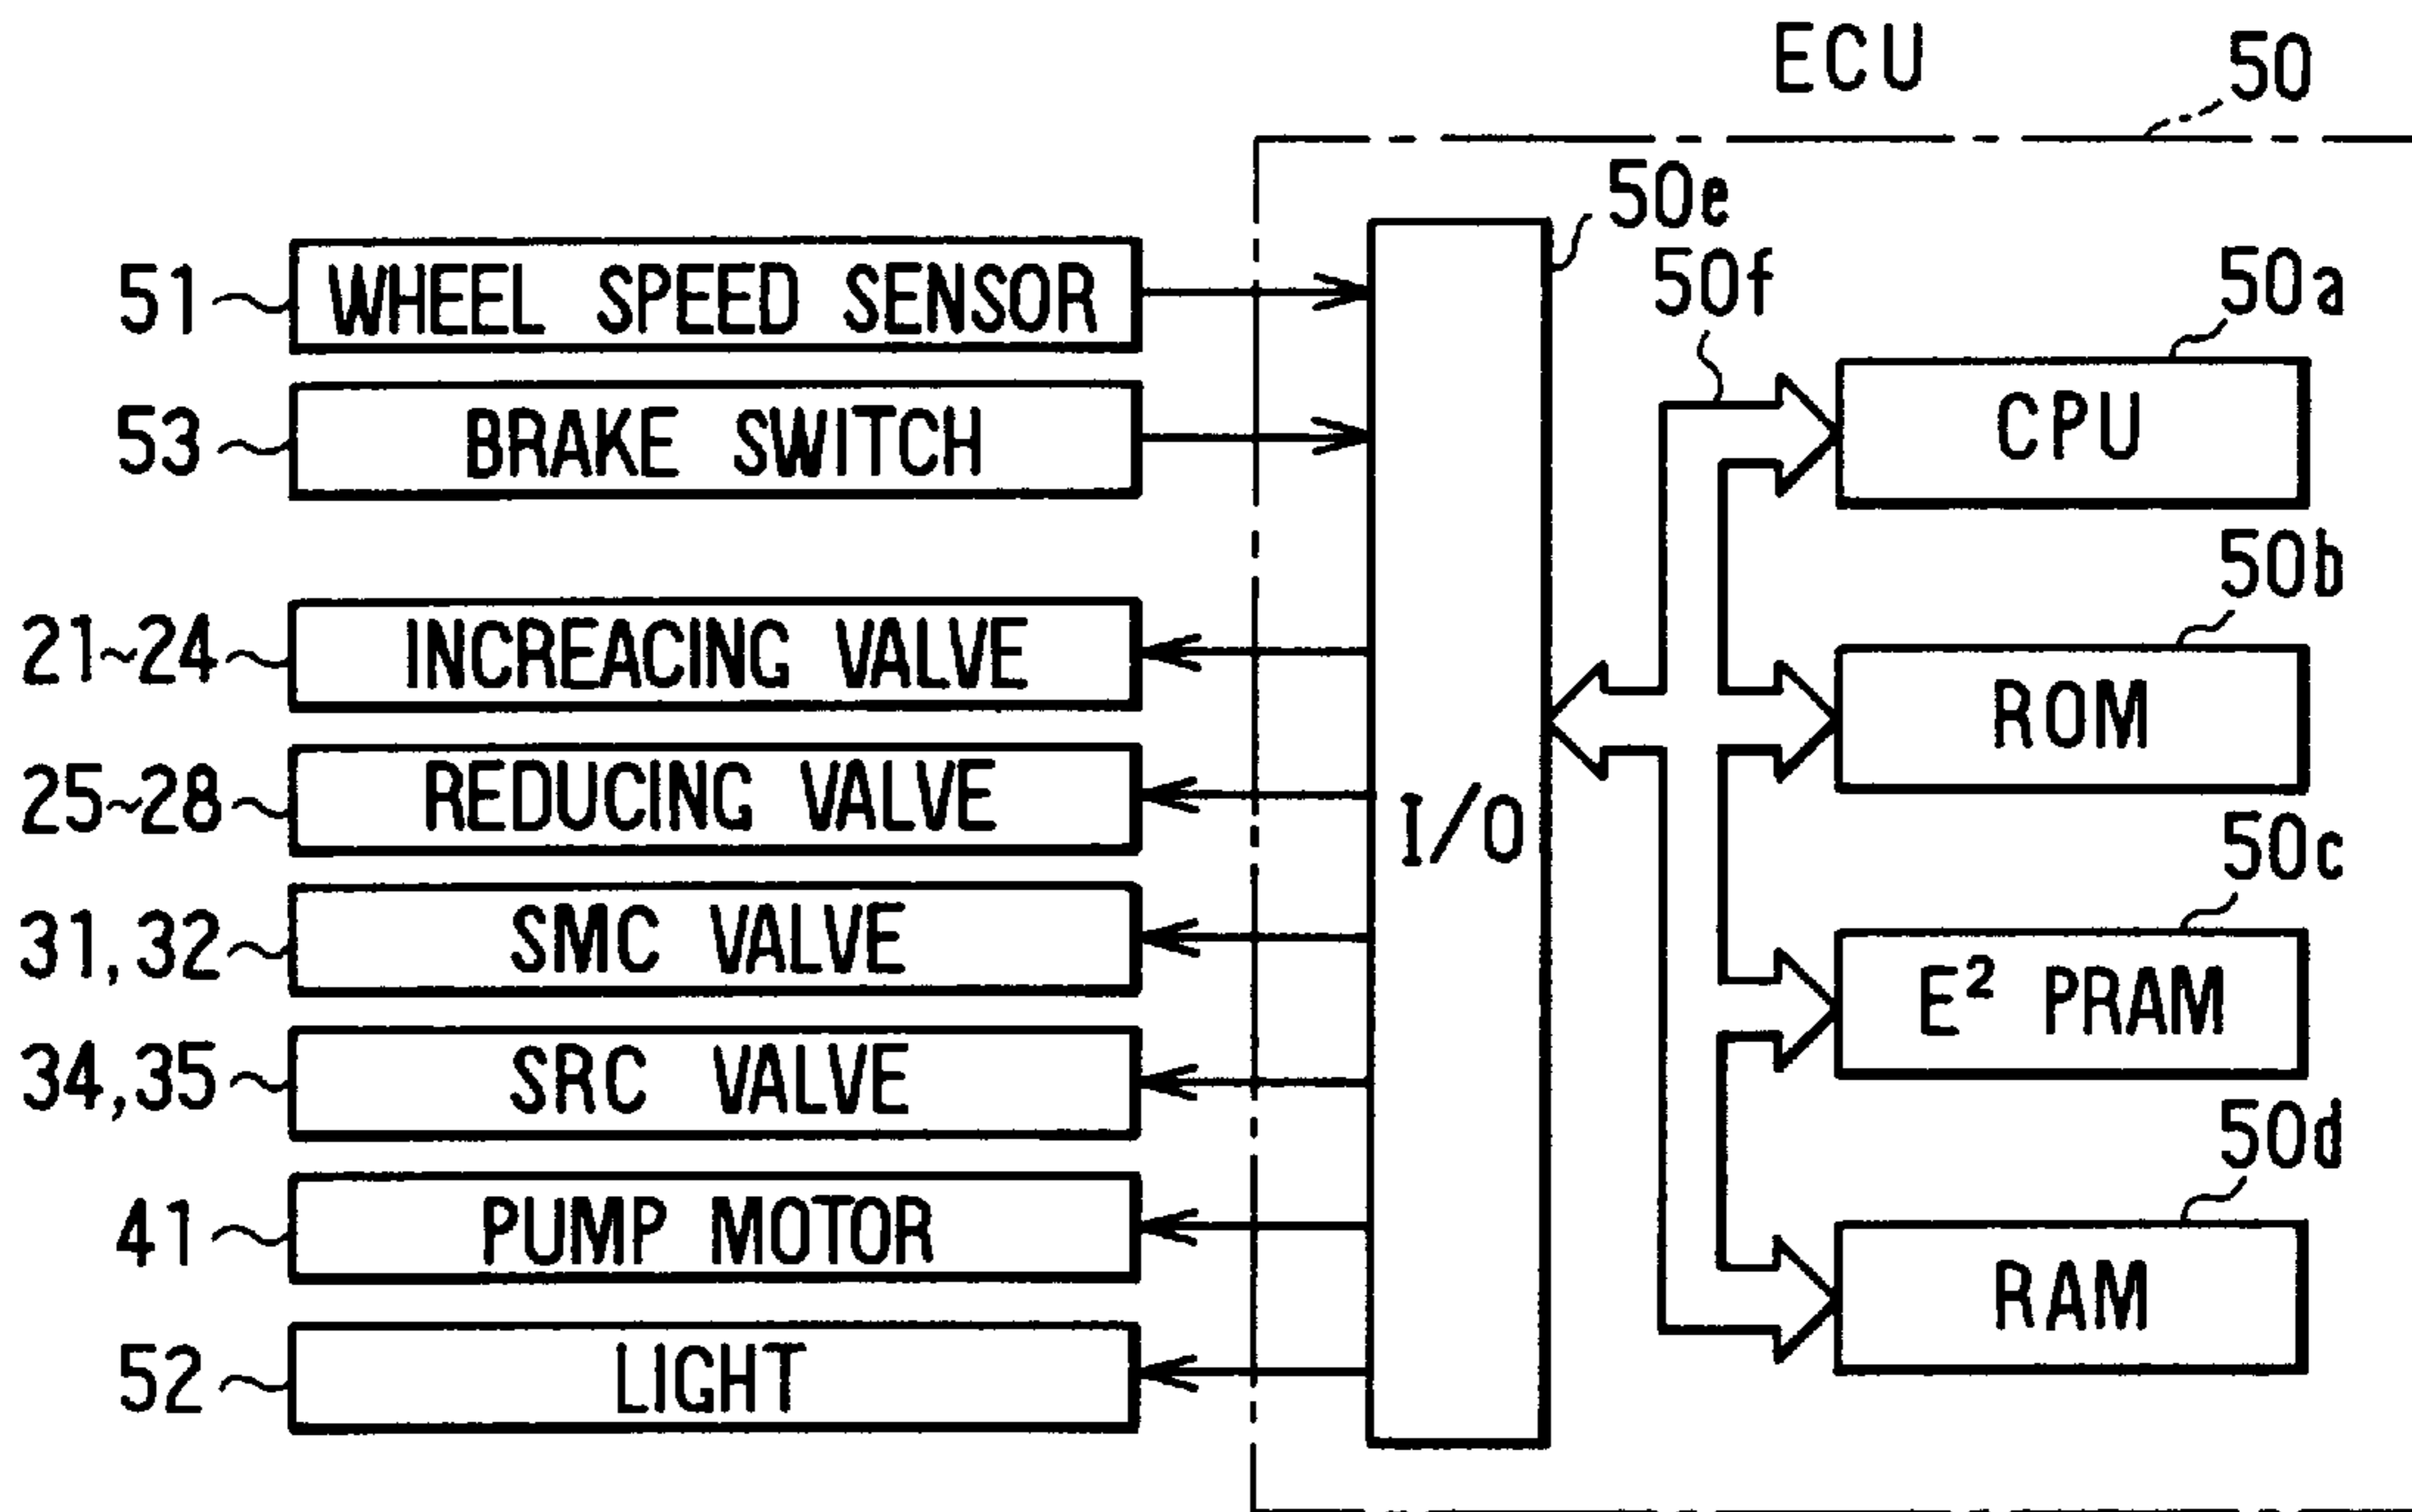 ECU
50
50e
50f
50a
51 WHEEL SPEED SENSOR
53 BRAKE SWITCH
CPU
50b
21~24 INCREACING VALVE
ROM
25~28 REDUCING VALVE
I/O
50c
31,32 SMC VALVE
E² PRAM
34,35 SRC VALVE
50d
41 PUMP MOTOR
RAM
52 LIGHT